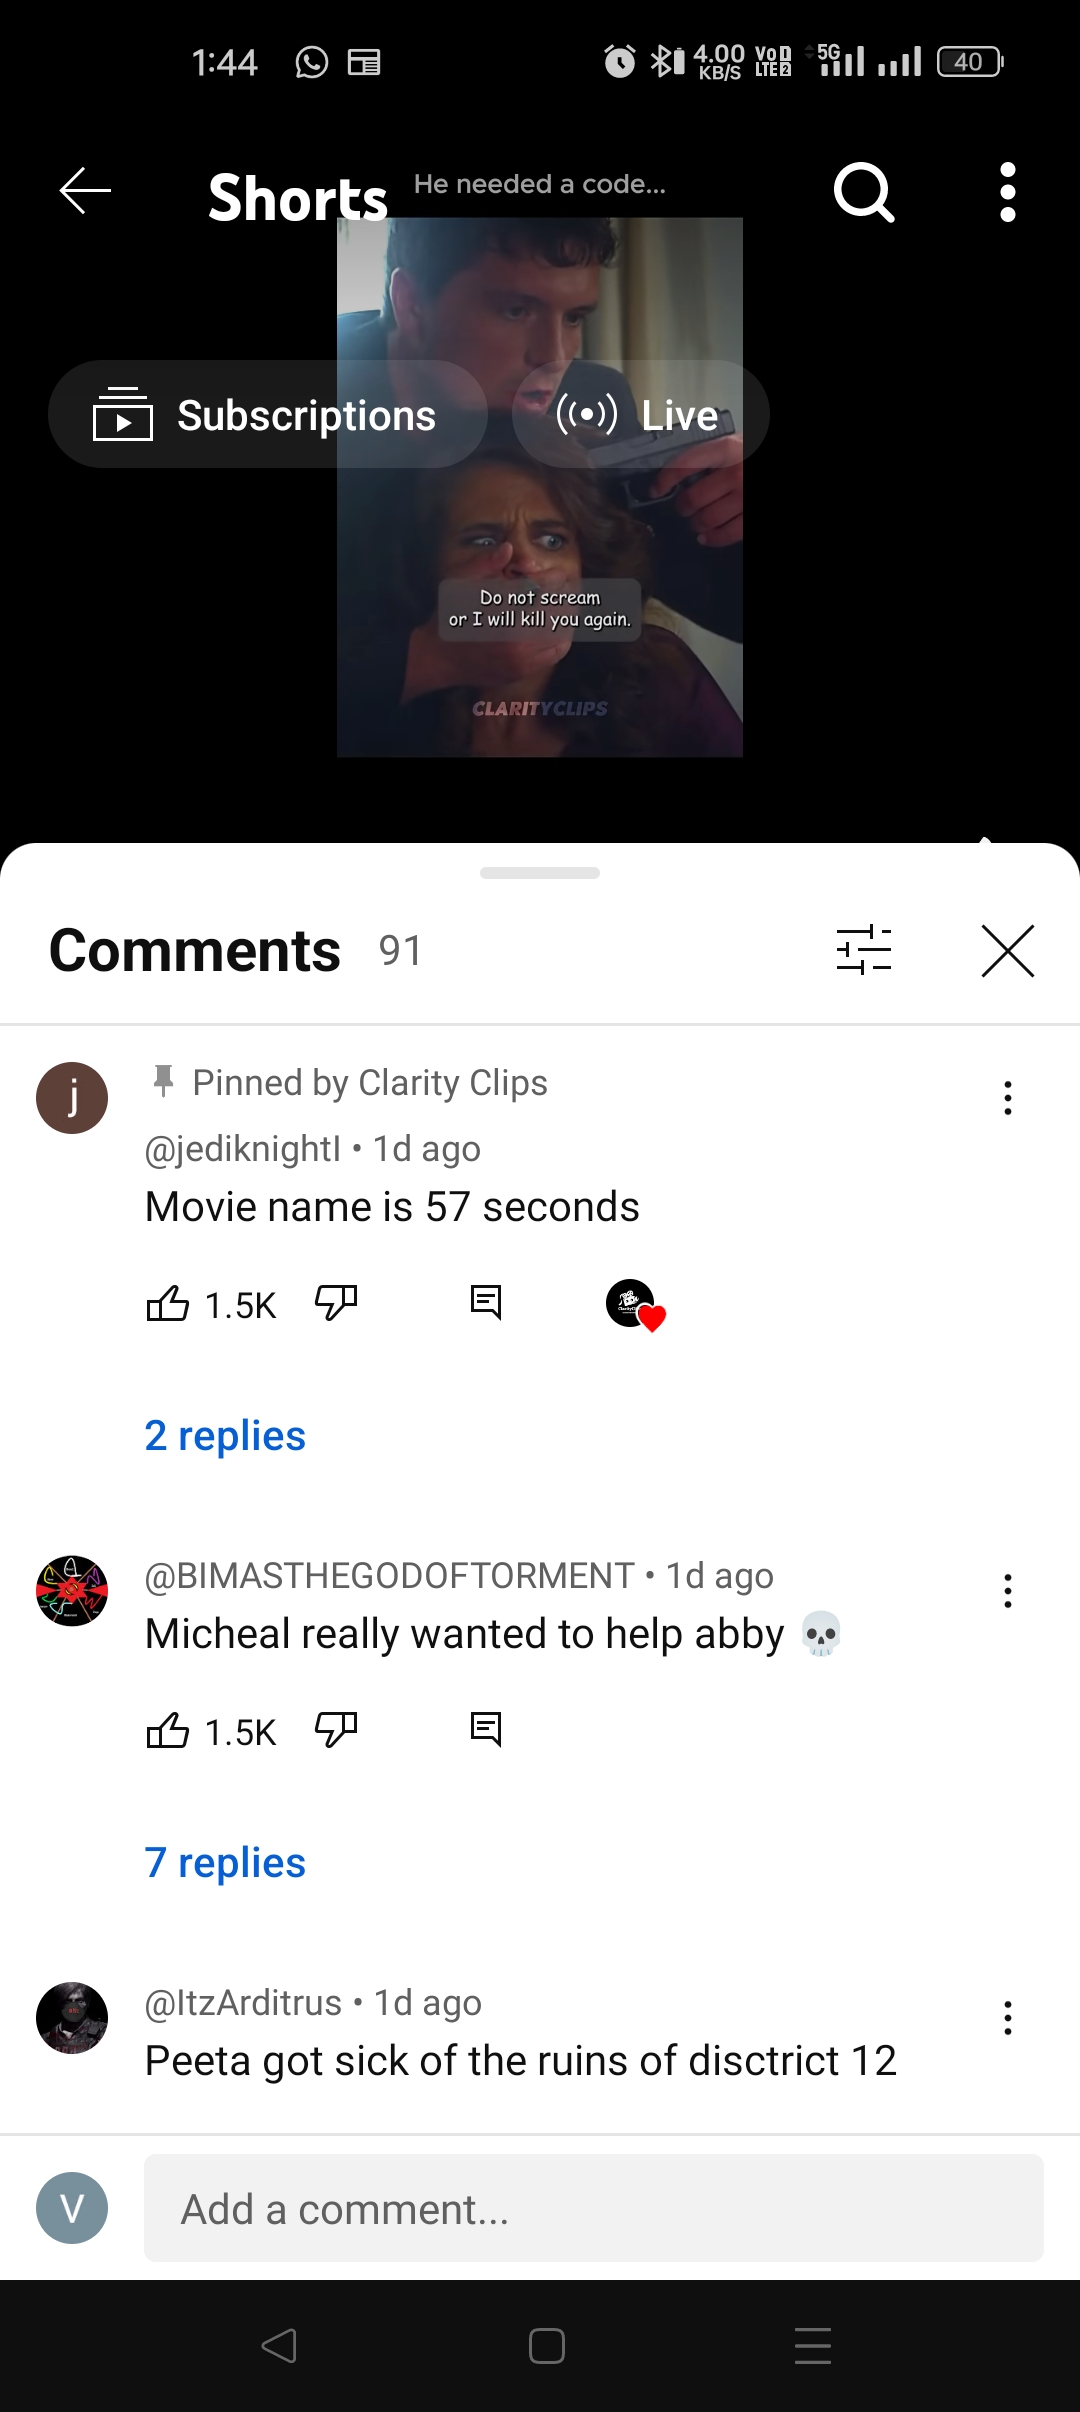 1:44 4.00 KB/S VoD LTE2 5G 40
Shorts He needed a code...
Subscriptions Live
Do not scream
or I will kill you again.
CLARITYCLIPS
Comments 91
j Pinned by Clarity Clips
@jediknightI • 1d ago
Movie name is 57 seconds
1.5K
2 replies
@BIMASTHEGODOFTORMENT • 1d ago
Micheal really wanted to help abby 💀
1.5K
7 replies
@ItzArditrus • 1d ago
Peeta got sick of the ruins of disctrict 12
V Add a comment...